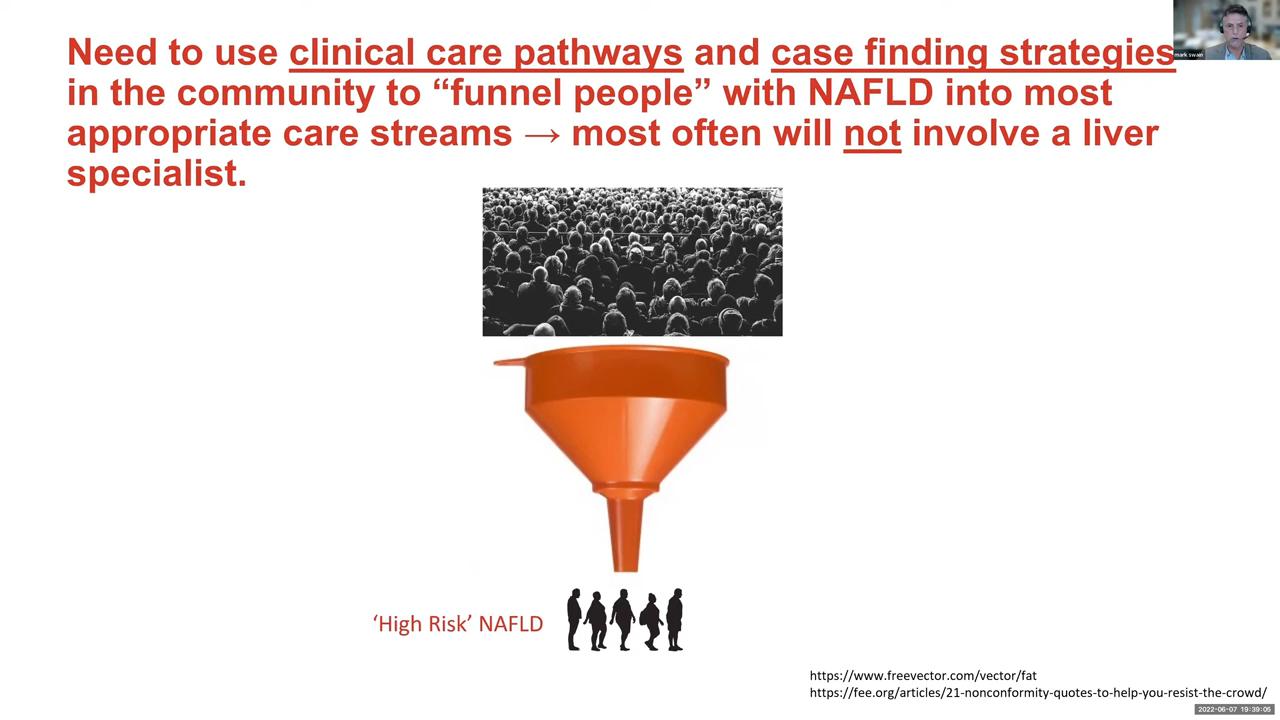 Need to use clinical care pathways and case finding strategies
in the community to “funnel people” with NAFLD into most
appropriate care streams → most often will not involve a liver
specialist.
mark swain
‘High Risk’ NAFLD
https://www.freevector.com/vector/fat
https://fee.org/articles/21-nonconformity-quotes-to-help-you-resist-the-crowd/
2022-06-07 19:39:05